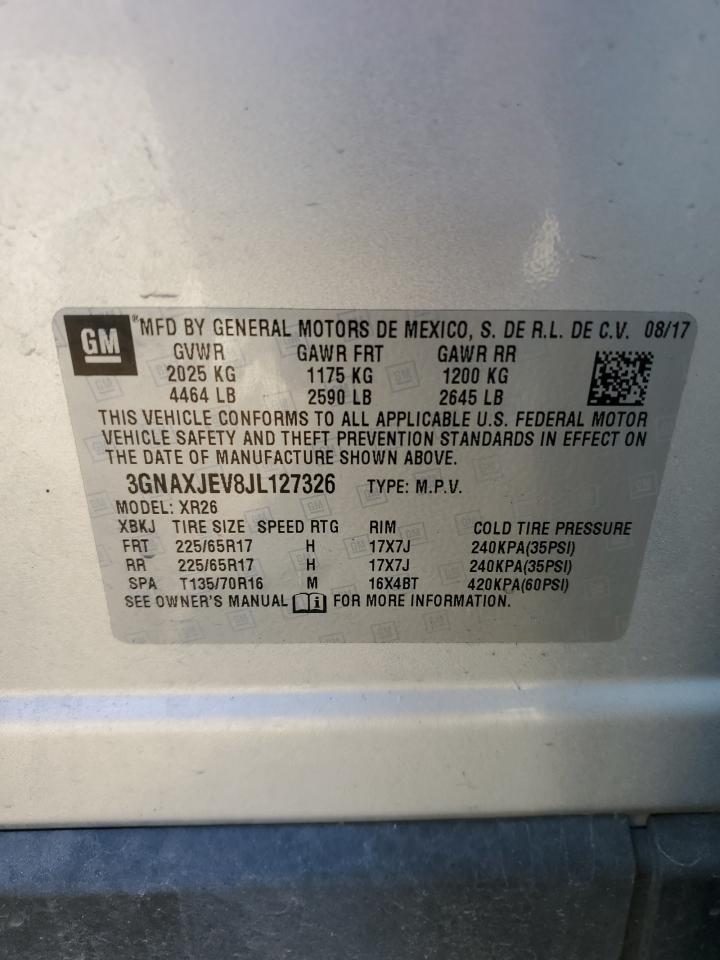 GM ® MFD BY GENERAL MOTORS DE MEXICO, S. DE R.L. DE C.V. 08/17
GVWR GAWR FRT GAWR RR
2025 KG 1175 KG 1200 KG
4464 LB 2590 LB 2645 LB
THIS VEHICLE CONFORMS TO ALL APPLICABLE U.S. FEDERAL MOTOR
VEHICLE SAFETY AND THEFT PREVENTION STANDARDS IN EFFECT ON
THE DATE OF MANUFACTURE SHOWN ABOVE.
3GNAXJEV8JL127326 TYPE: M.P.V.
MODEL: XR26
XBKJ TIRE SIZE SPEED RTG RIM COLD TIRE PRESSURE
FRT 225/65R17 H 17X7J 240KPA(35PSI)
RR 225/65R17 H 17X7J 240KPA(35PSI)
SPA T135/70R16 M 16X4BT 420KPA(60PSI)
SEE OWNER'S MANUAL i FOR MORE INFORMATION.